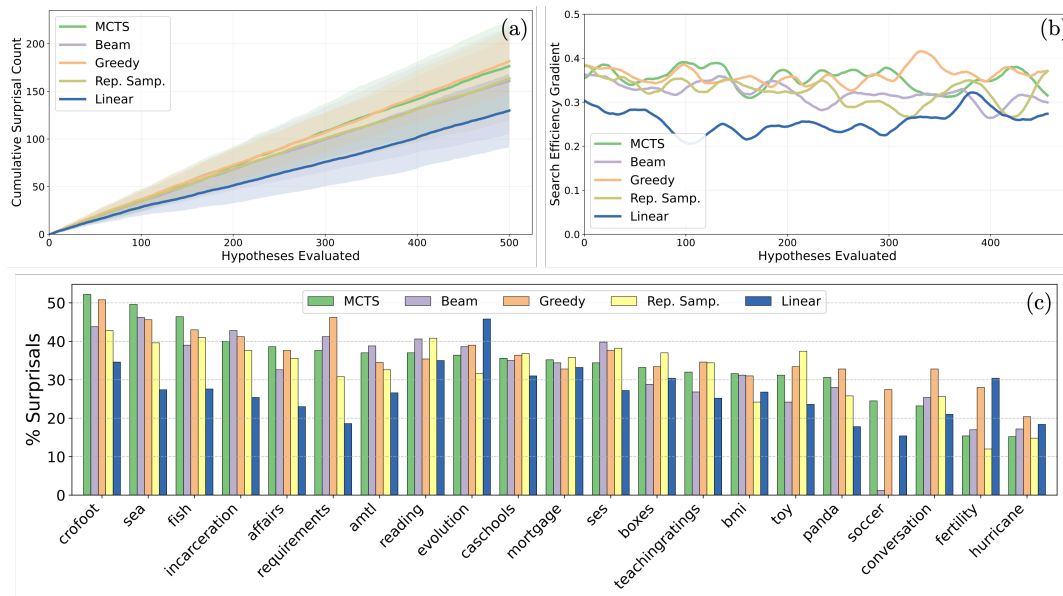 (a)
MCTS
Beam
Greedy
Rep. Samp.
Linear
Cumulative Surprisal Count
200
150
100
50
0
0 100 200 300 400 500
Hypotheses Evaluated
(b)
Search Efficiency Gradient
0.5
0.4
0.3
0.2
0.1
0.0
MCTS
Beam
Greedy
Rep. Samp.
Linear
0 100 200 300 400
Hypotheses Evaluated
(c)
MCTS Beam Greedy Rep. Samp. Linear
% Surprisals
50
40
30
20
10
0
crofoot
sea
fish
incarceration
affairs
requirements
amtl
reading
evolution
caschools
mortgage
ses
boxes
teachingratings
bmi
toy
panda
soccer
conversation
fertility
hurricane